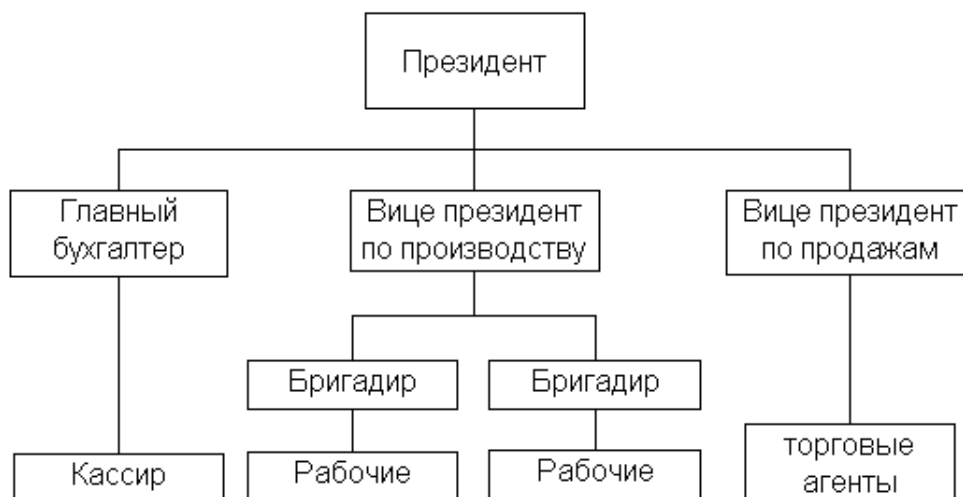 Президент
Главный
бухгалтер
Вице президент
по производству
Вице президент
по продажам
Бригадир
Бригадир
Кассир
Рабочие
Рабочие
торговые
агенты